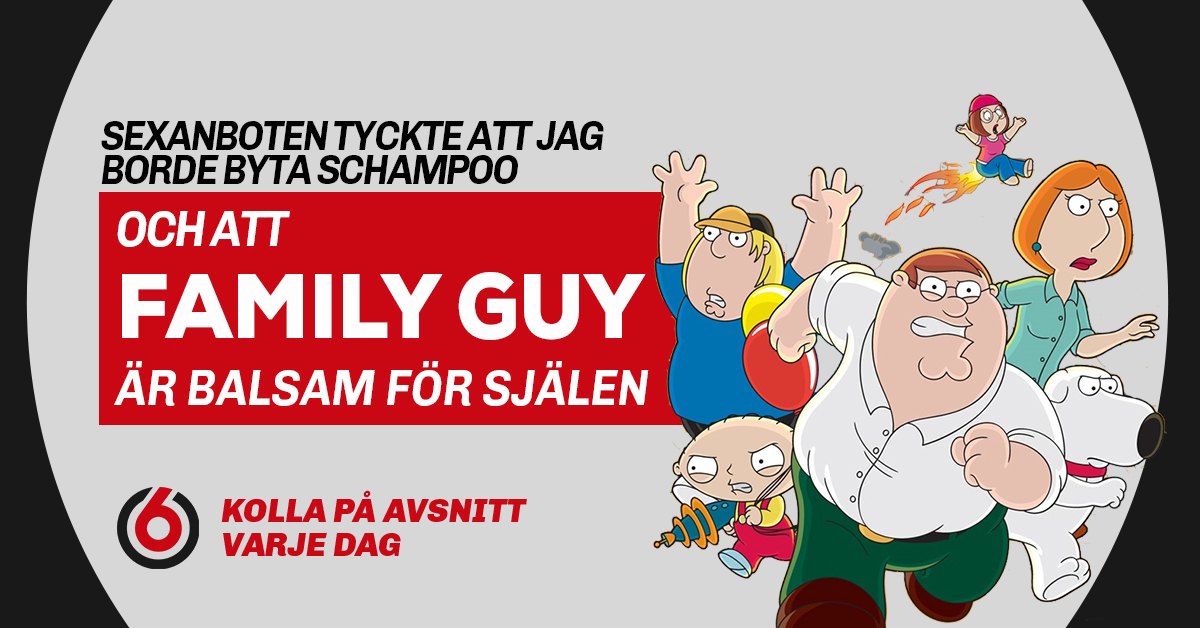 SEXANBOTEN TYCKTE ATT JAG
BORDE BYTA SCHAMPOO
OCH ATT
FAMILY GUY
ÄR BALSAM FÖR SJÄLEN
6
KOLLA PÅ AVSNITT
VARJE DAG